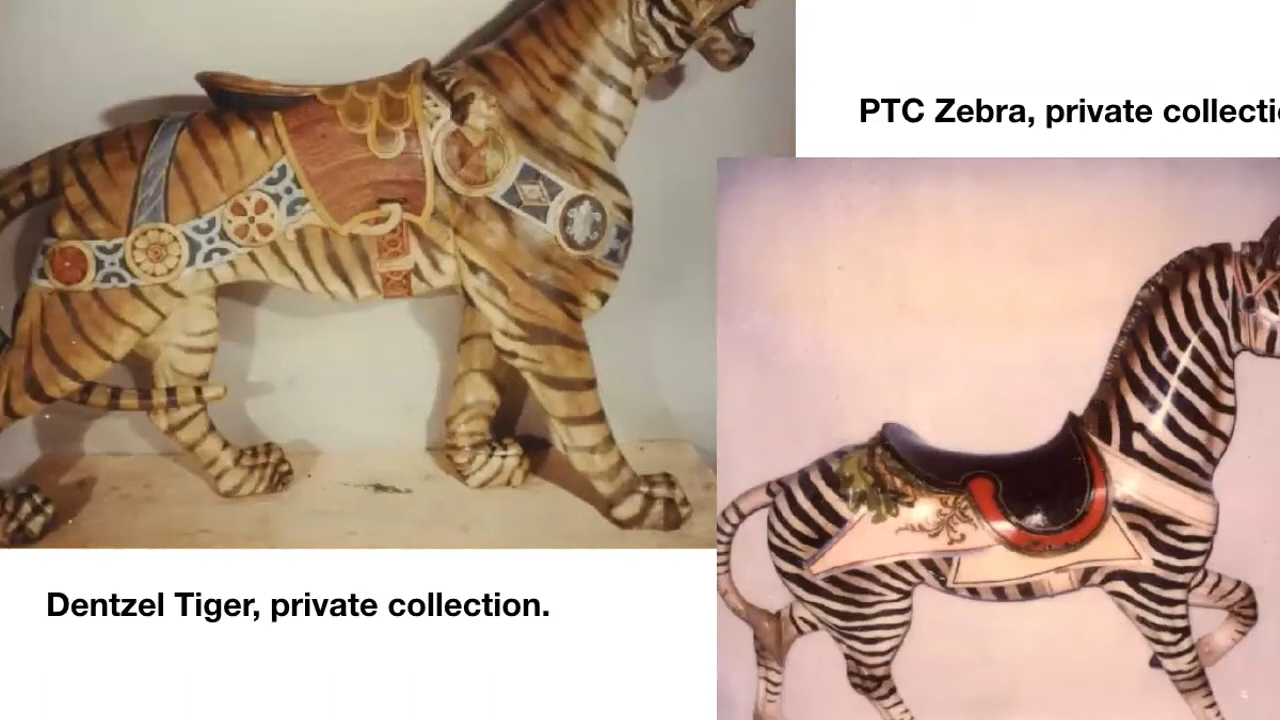 PTC Zebra, private collecti
Dentzel Tiger, private collection.